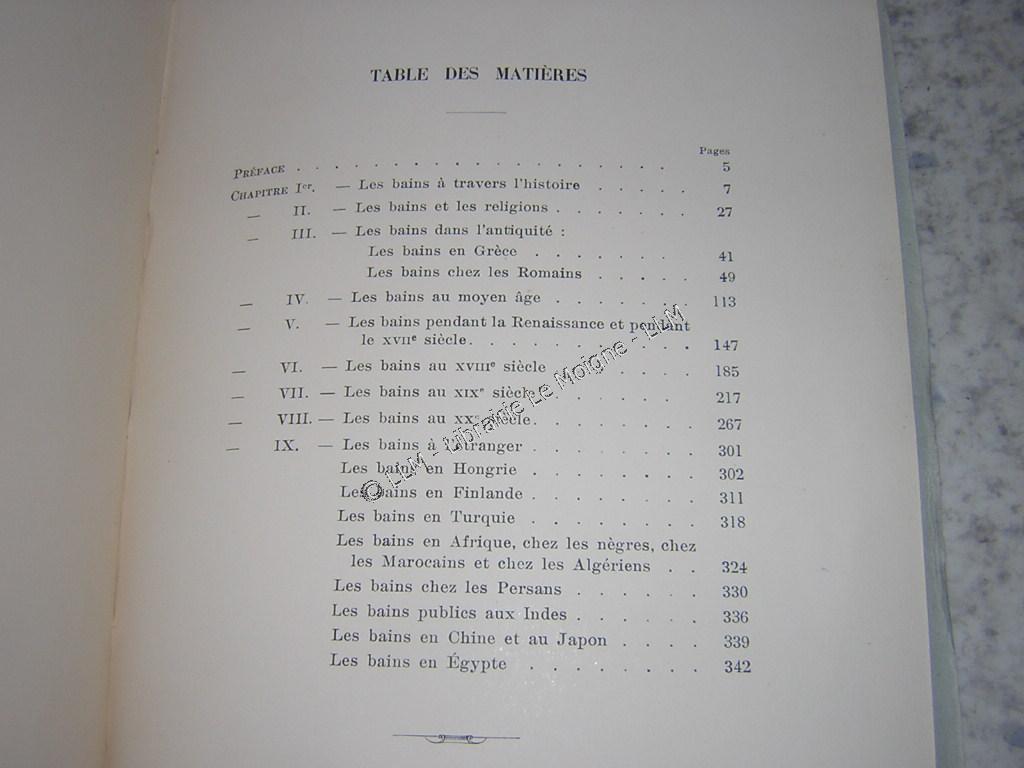 TABLE DES MATIÈRES
Pages
PRÉFACE . . . . . . . . . . . . . . . . . 5
CHAPITRE Ier. — Les bains à travers l'histoire . . . . . 7
— II. — Les bains et les religions . . . . . . . 27
— III. — Les bains dans l'antiquité :
Les bains en Grèce . . . . . . . 41
Les bains chez les Romains . . . . . 49
— IV. — Les bains au moyen âge . . . . . . . 113
— V. — Les bains pendant la Renaissance et pendant
le XVIIe siècle. . . . . . . . . . . . 147
— VI. — Les bains au XVIIIe siècle . . . . . . . 185
— VII. — Les bains au XIXe siècle . . . . . . . 217
— VIII. — Les bains au XXe siècle. . . . . . . . 267
— IX. — Les bains à l'étranger . . . . . . . 301
Les bains en Hongrie . . . . . . . 302
Les bains en Finlande . . . . . . . 311
Les bains en Turquie . . . . . . . 318
Les bains en Afrique, chez les nègres, chez
les Marocains et chez les Algériens . . 324
Les bains chez les Persans . . . . . 330
Les bains publics aux Indes . . . . . 336
Les bains en Chine et au Japon . . . . 339
Les bains en Égypte . . . . . . . 342
© LLM - Librairie Le Moigne - LLM